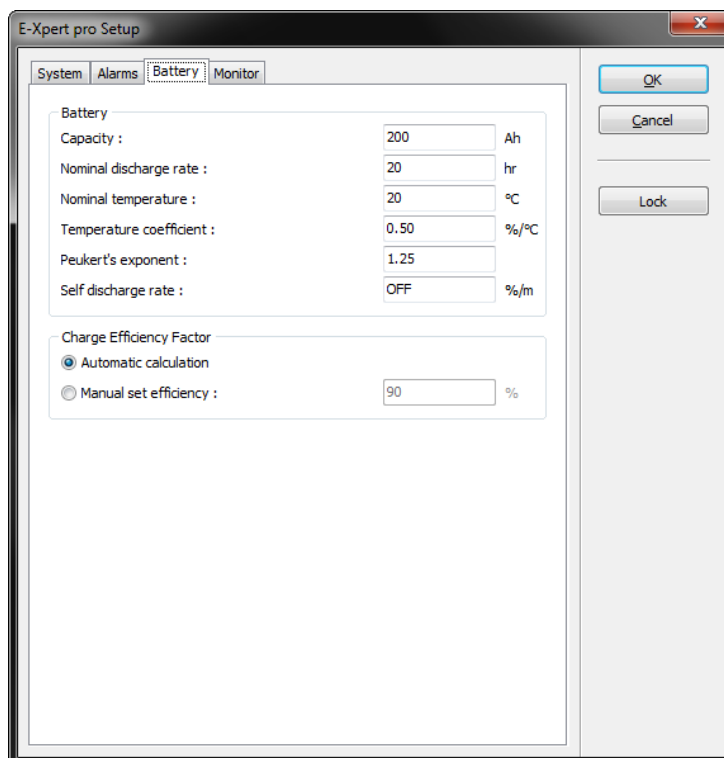 E-Xpert pro Setup
System Alarms Battery Monitor
OK
Cancel
Lock
Battery
Capacity : 200 Ah
Nominal discharge rate : 20 hr
Nominal temperature : 20 ºC
Temperature coefficient : 0.50 %/ºC
Peukert's exponent : 1.25
Self discharge rate : OFF %/m
Charge Efficiency Factor
Automatic calculation
Manual set efficiency : 90 %